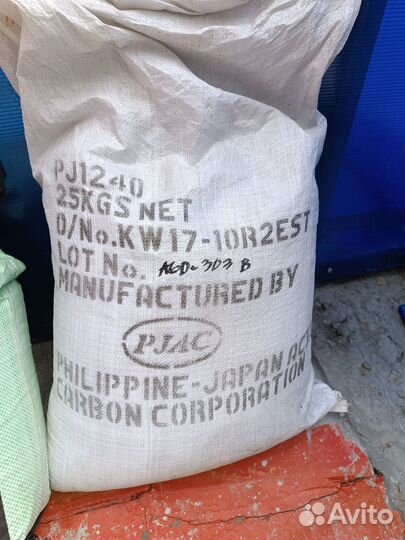 PJ1240
25KGS NET
O/No.KW17-10R2EST
LOT No. AGD-303 B
MANUFACTURED BY
PJAC
PHILIPPINE-JAPAN ACT
CARBON CORPORATION
Avito